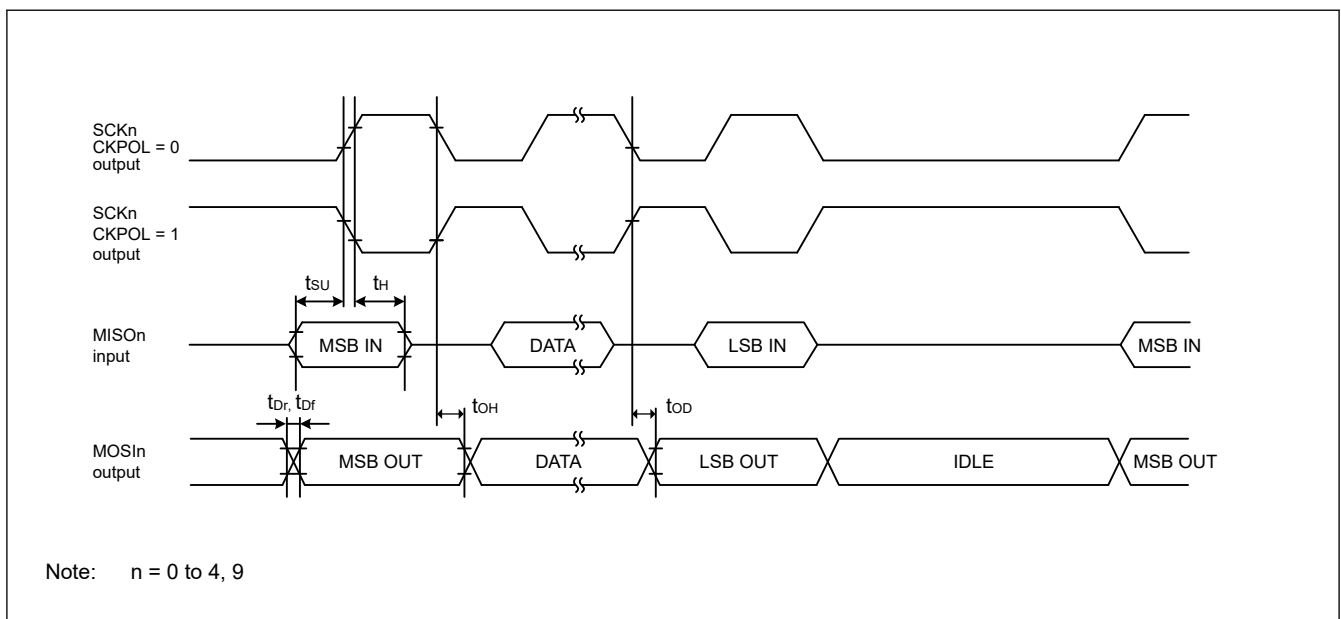 SCKn
CKPOL = 0
output
SCKn
CKPOL = 1
output
tSU
tH
MISOn
input
MSB IN
DATA
LSB IN
MSB IN
tDr, tDf
tOH
tOD
MOSIn
output
MSB OUT
DATA
LSB OUT
IDLE
MSB OUT
Note: n = 0 to 4, 9